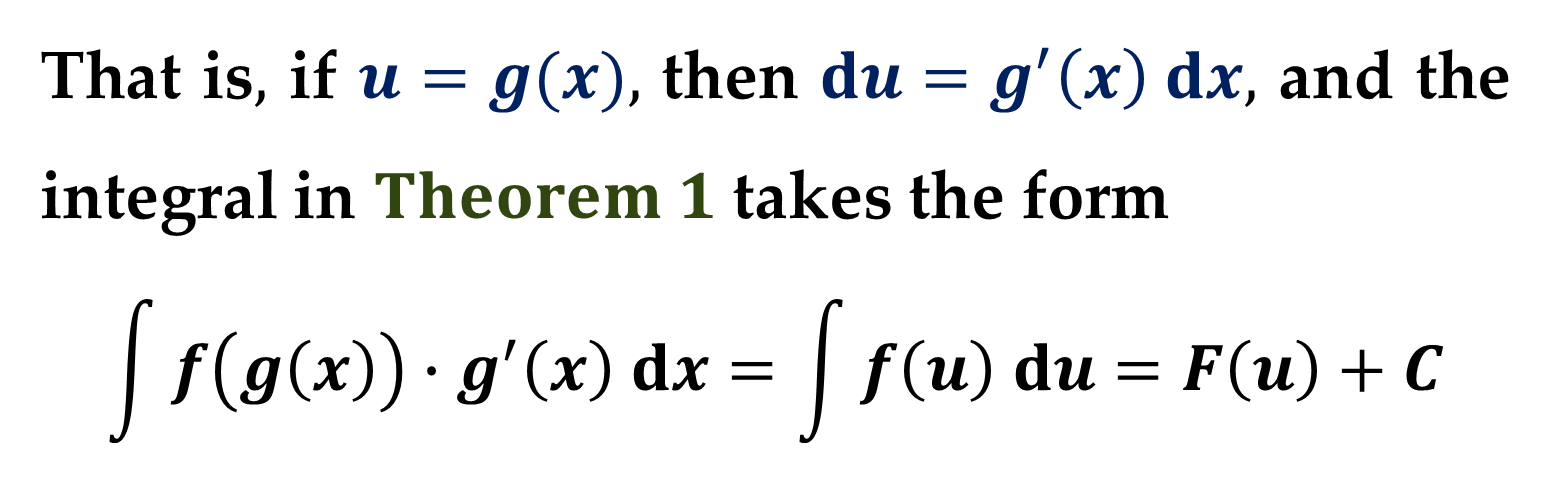 That is, if u = g(x), then du = g′(x) dx, and the
integral in Theorem 1 takes the form
∫ f(g(x)) · g′(x) dx = ∫ f(u) du = F(u) + C